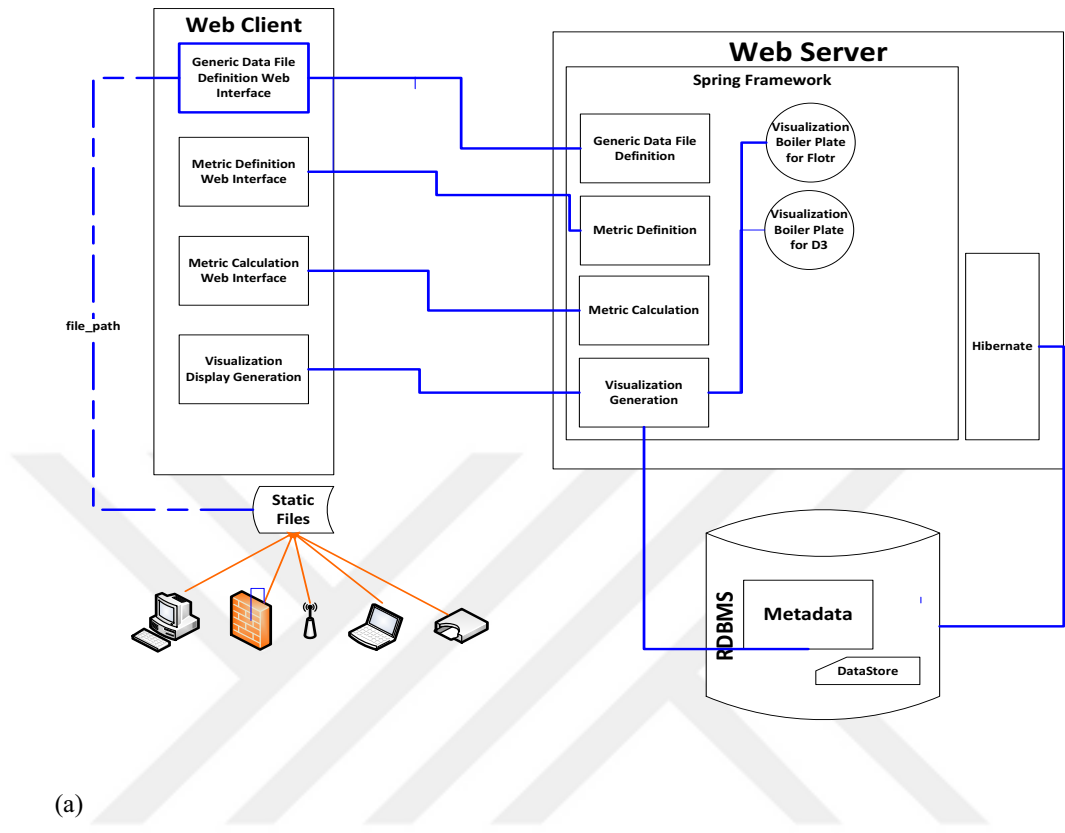 Web Client
Generic Data File
Definition Web
Interface
Metric Definition
Web Interface
Metric Calculation
Web Interface
Visualization
Display Generation
file_path
Static
Files
Web Server
Spring Framework
Generic Data File
Definition
Metric Definition
Metric Calculation
Visualization
Generation
Visualization
Boiler Plate
for Flotr
Visualization
Boiler Plate
for D3
Hibernate
RDBMS
Metadata
DataStore
(a)